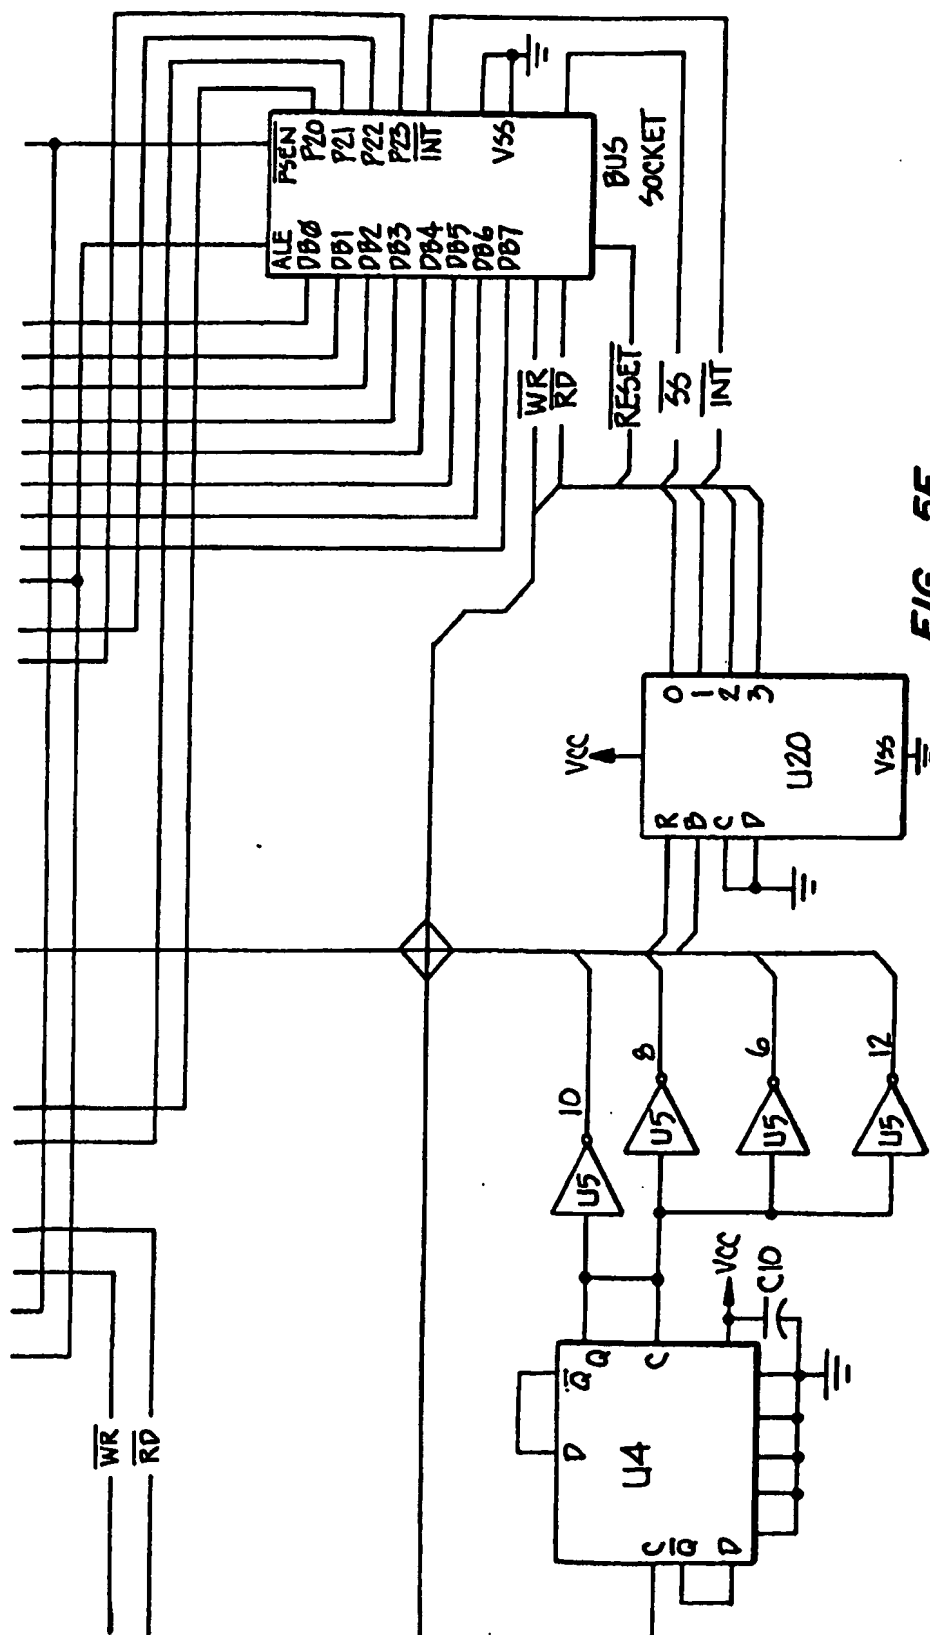 WR
RD
ALE
PSEN
DB0
P20
DB1
P21
DB2
P22
DB3
P23
DB4
INT
DB5
DB6
DB7
VSS
BUS
SOCKET
WR
RD
RESET
SS
INT
D
Q̅
Q
C
U4
C
Q̅
D
VCC
C10
U5
10
U5
8
U5
6
U5
12
VCC
R
B
C
D
0
1
2
3
U20
VSS
FIG